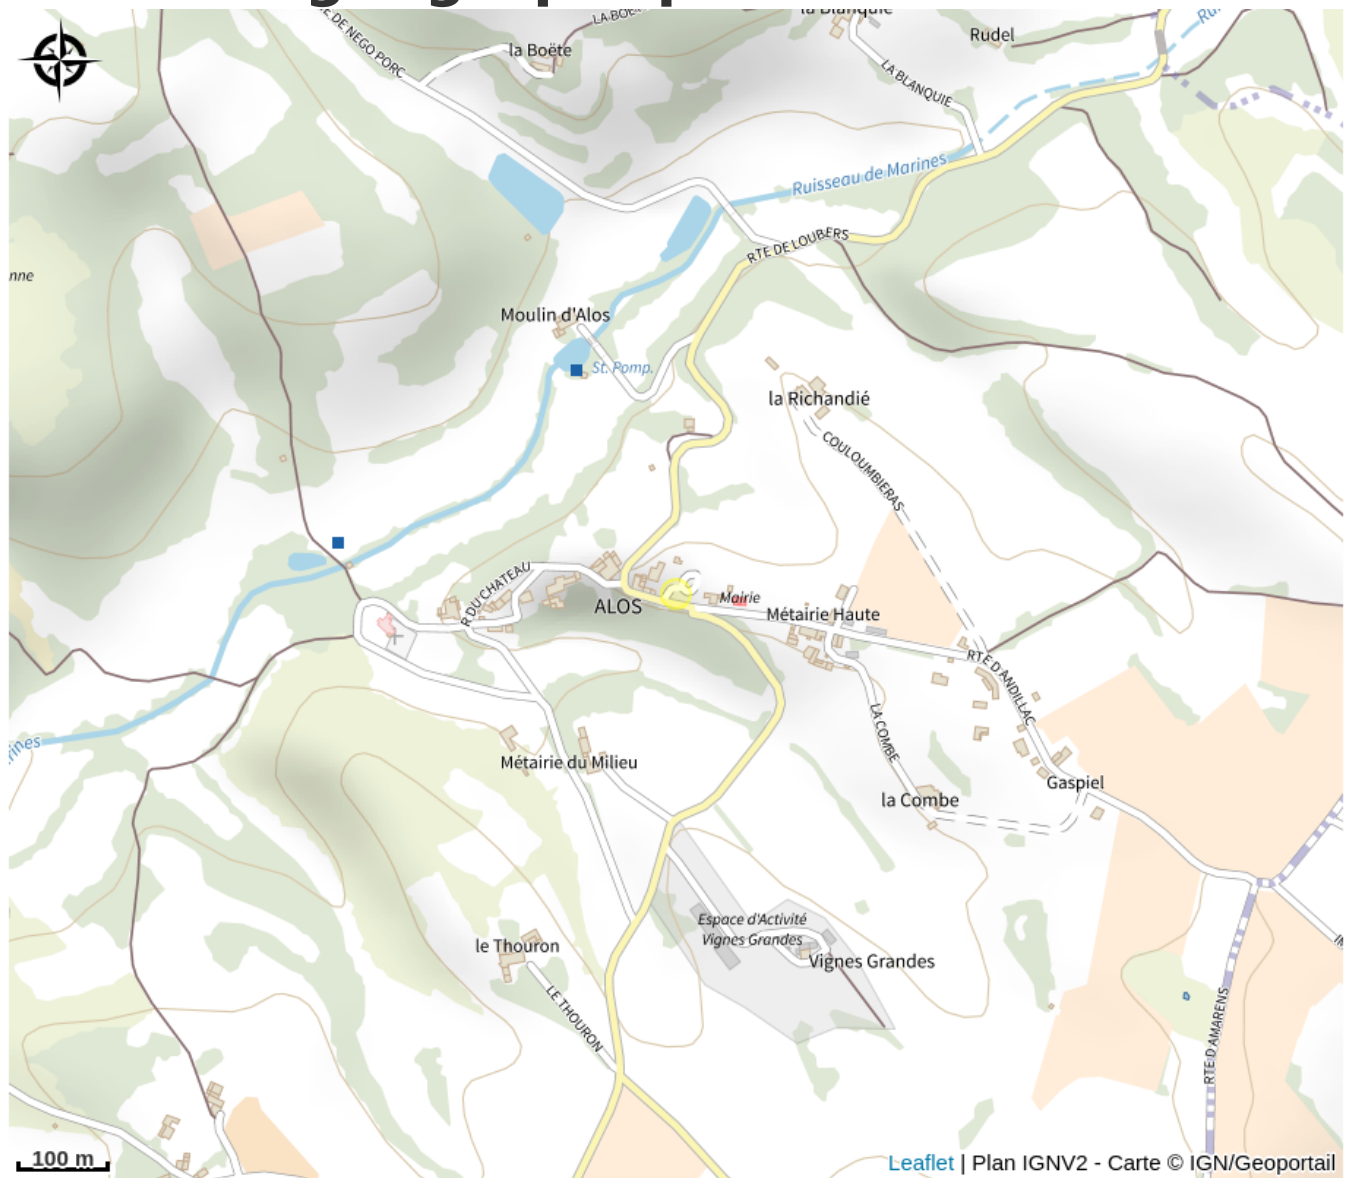 la Blanquie
Rudel
LA BOË
E DE NEGO PORC
la Boëte
LA BLANQUIE
Ruisseau de Marines
RTE DE LOUBERS
nne
Moulin d'Alos
St. Pomp.
la Richandié
COULOUMBIERAS
R DU CHATEAU
ALOS
Mairie
Métairie Haute
RTE D ANDILLAC
LA COMBE
rines
Métairie du Milieu
Gaspiel
la Combe
Espace d'Activité
Vignes Grandes
le Thouron
Vignes Grandes
LE THOURON
RTE D AMARENS
100 m
Leaflet | Plan IGNV2 - Carte © IGN/Geoportail